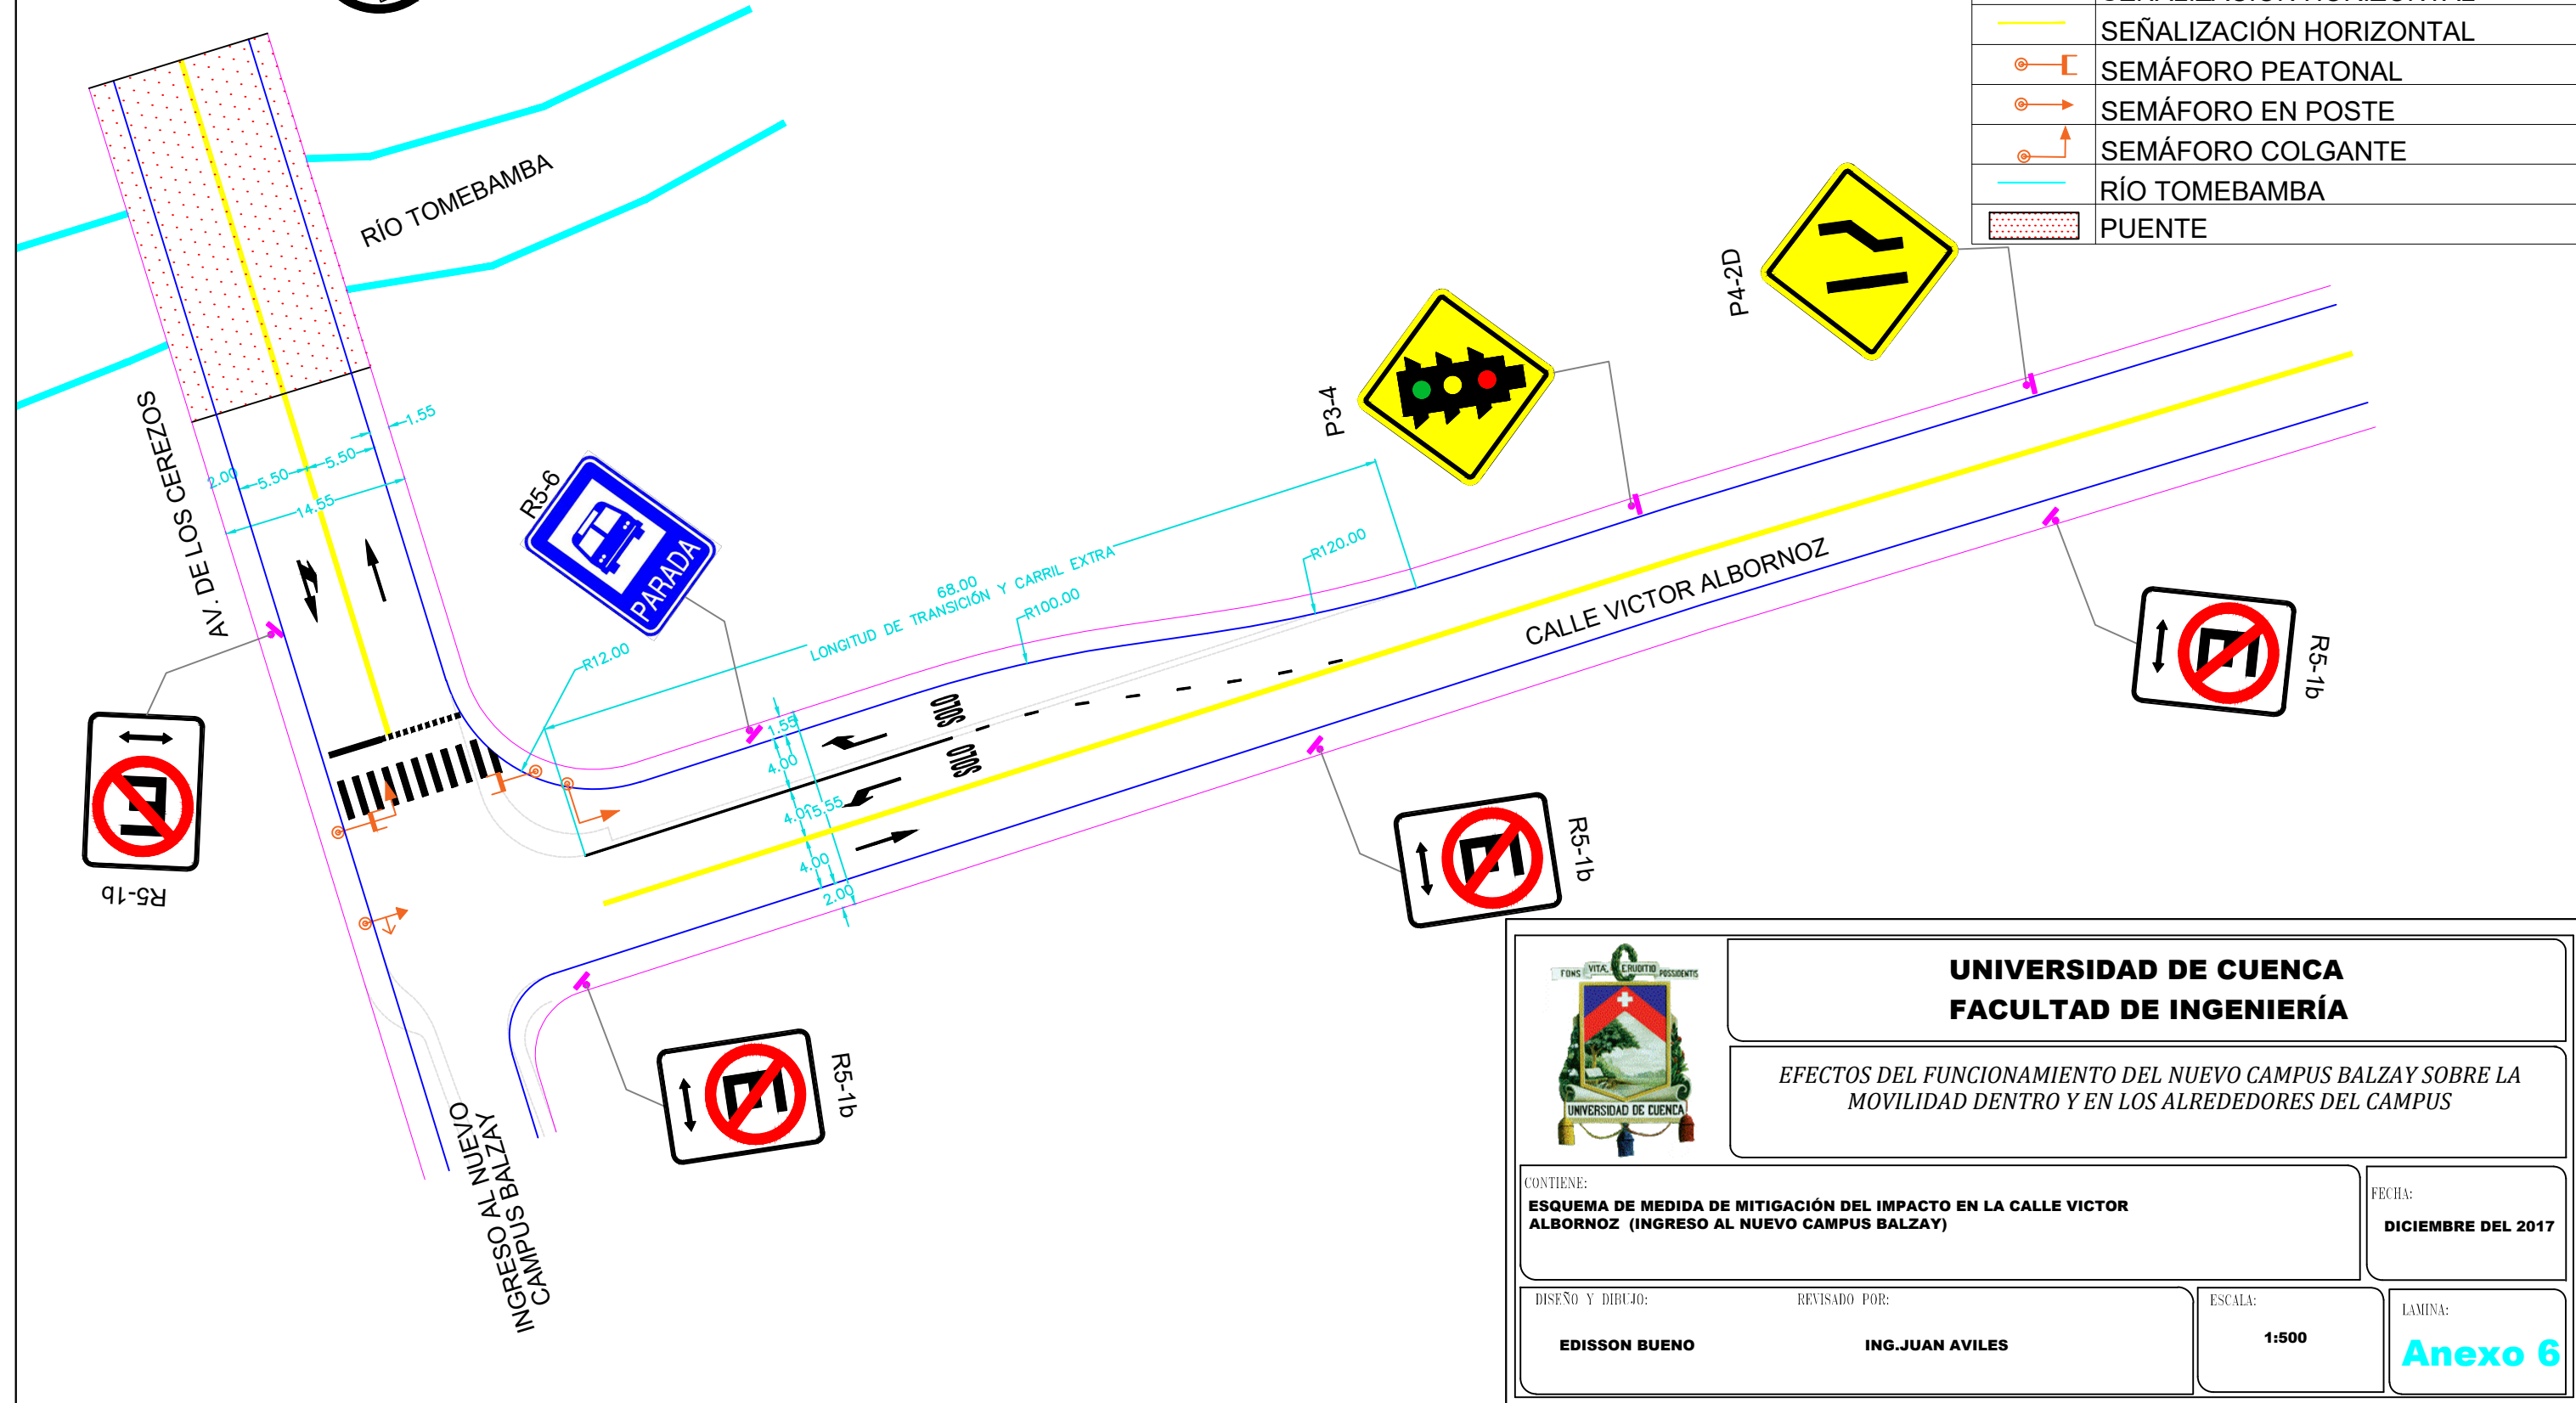 SEÑALIZACIÓN HORIZONTAL
SEÑALIZACIÓN HORIZONTAL
SEMÁFORO PEATONAL
SEMÁFORO EN POSTE
SEMÁFORO COLGANTE
RÍO TOMEBAMBA
PUENTE
RÍO TOMEBAMBA
AV. DE LOS CEREZOS
1.55
2.00
5.50
5.50
14.55
R5-6
PARADA
P3-4
P4-2D
68.00
LONGITUD DE TRANSICIÓN Y CARRIL EXTRA
R12.00
R100.00
R120.00
CALLE VICTOR ALBORNOZ
SOLO
SOLO
1.55
4.00
4.00
15.55
4.00
2.00
E
R5-1b
E
R5-1b
E
R5-1b
E
R5-1b
INGRESO AL NUEVO
CAMPUS BALZAY
FONS VITÆ ERUDITIO POSSIDENTIS
UNIVERSIDAD DE CUENCA
UNIVERSIDAD DE CUENCA
FACULTAD DE INGENIERÍA
EFECTOS DEL FUNCIONAMIENTO DEL NUEVO CAMPUS BALZAY SOBRE LA
MOVILIDAD DENTRO Y EN LOS ALREDEDORES DEL CAMPUS
CONTIENE:
ESQUEMA DE MEDIDA DE MITIGACIÓN DEL IMPACTO EN LA CALLE VICTOR
ALBORNOZ (INGRESO AL NUEVO CAMPUS BALZAY)
FECHA:
DICIEMBRE DEL 2017
DISEÑO Y DIBUJO:
EDISSON BUENO
REVISADO POR:
ING.JUAN AVILES
ESCALA:
1:500
LAMINA:
Anexo 6